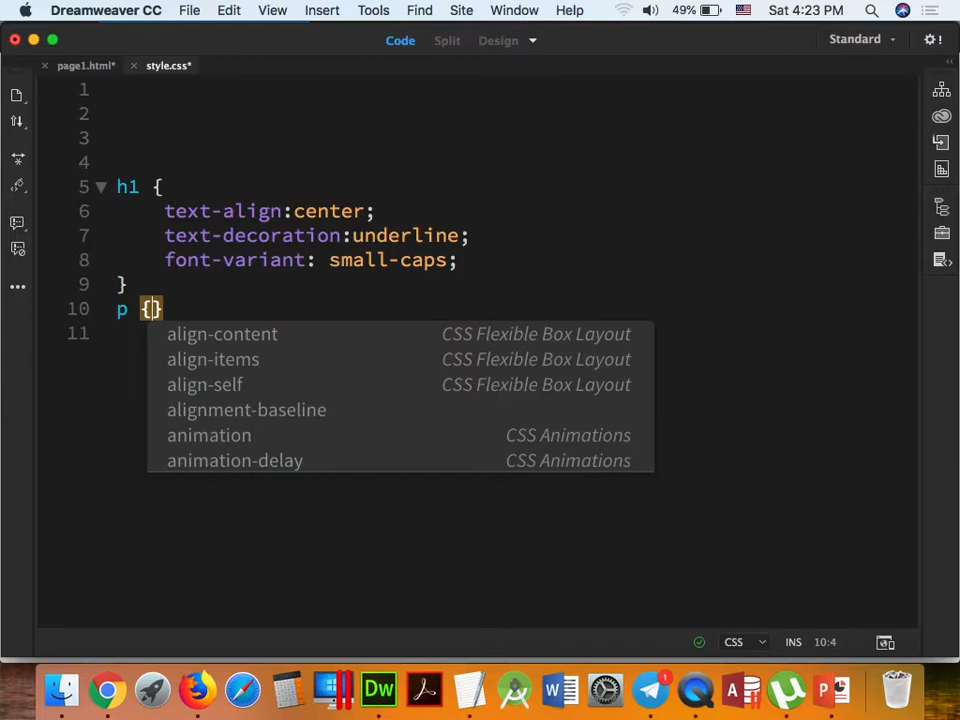 Dreamweaver CC File Edit View Insert Tools Find Site Window Help 49% Sat 4:23 PM
Code Split Design Standard !
page1.html* style.css*
1
2
3
4
5 h1 {
6 text-align:center;
7 text-decoration:underline;
8 font-variant: small-caps;
9 }
10 p {}
11
align-content CSS Flexible Box Layout
align-items CSS Flexible Box Layout
align-self CSS Flexible Box Layout
alignment-baseline
animation CSS Animations
animation-delay CSS Animations
CSS INS 10:4
Dw W 1 A P